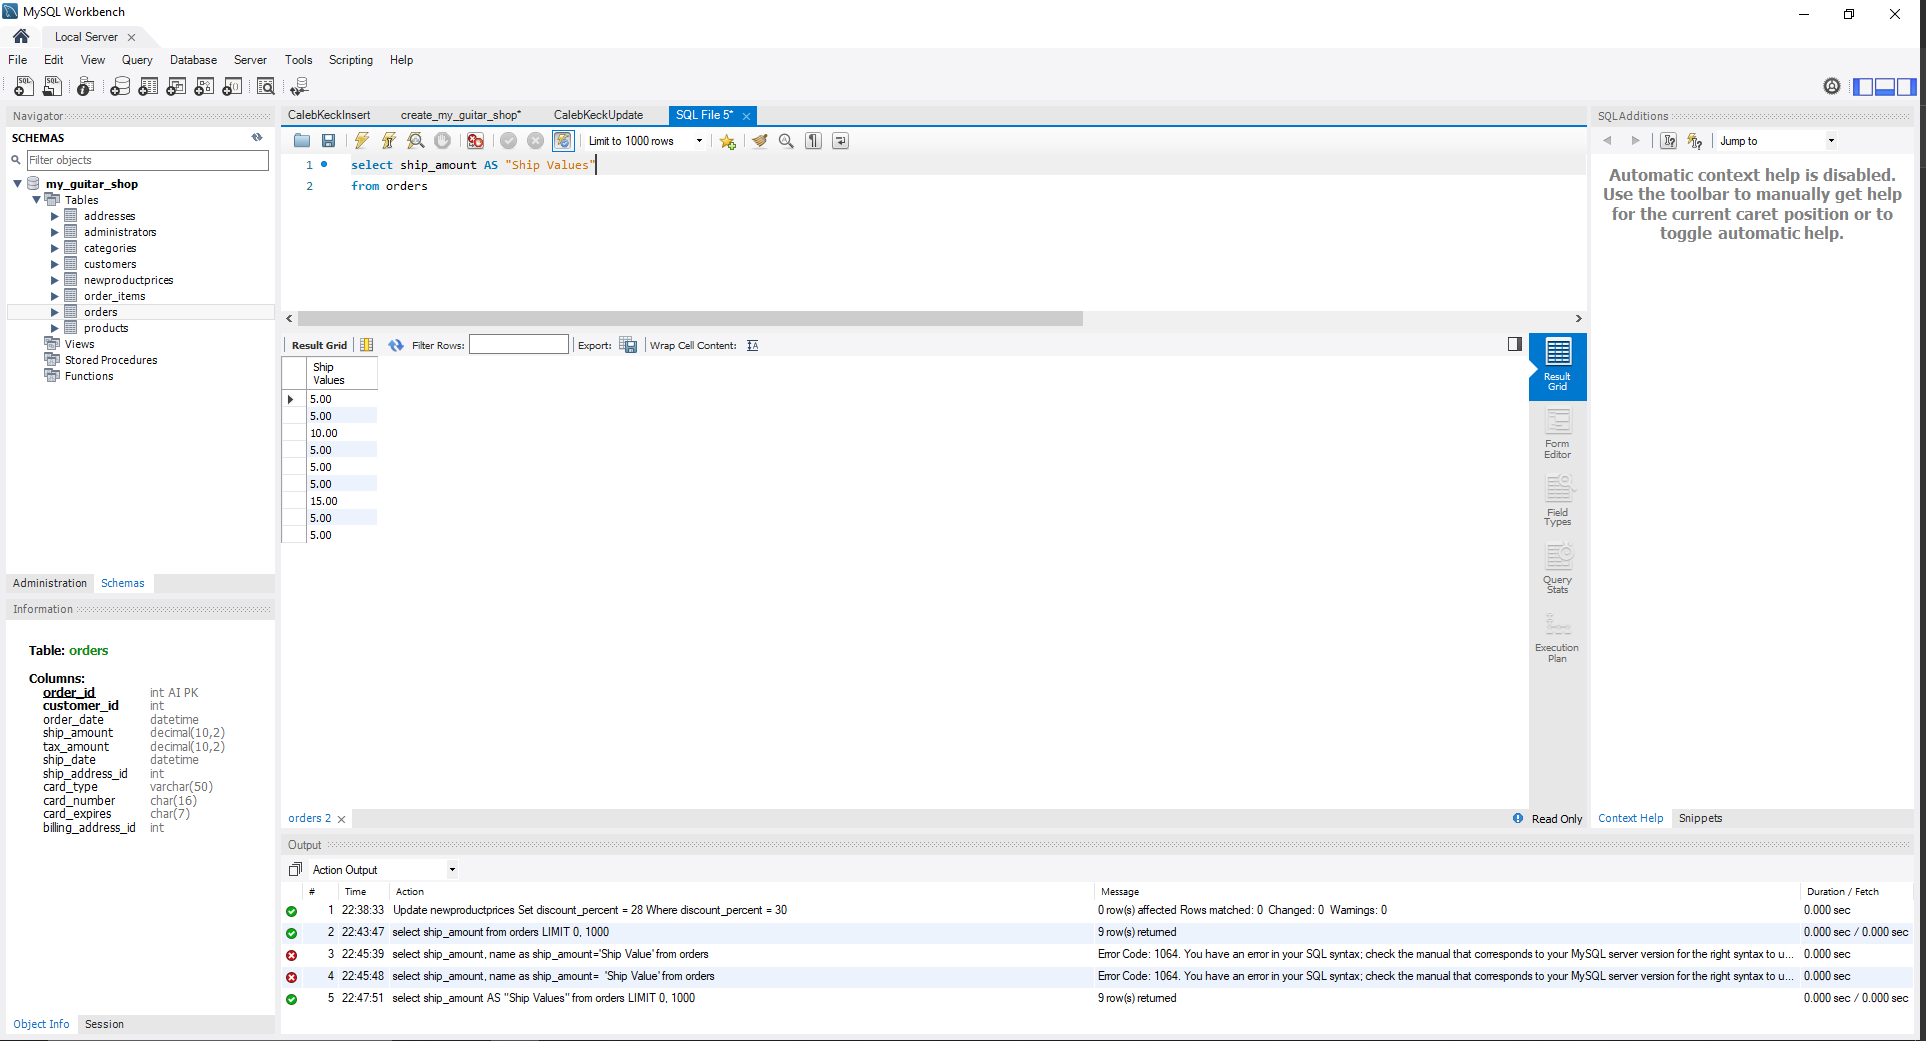 MySQL Workbench
Local Server
File Edit View Query Database Server Tools Scripting Help
Navigator
SCHEMAS
Filter objects
my_guitar_shop
Tables
addresses
administrators
categories
customers
newproductprices
order_items
orders
products
Views
Stored Procedures
Functions
Administration Schemas
Information
Table: orders
Columns:
order_id int AI PK
customer_id int
order_date datetime
ship_amount decimal(10,2)
tax_amount decimal(10,2)
ship_date datetime
ship_address_id int
card_type varchar(50)
card_number char(16)
card_expires char(7)
billing_address_id int
Object Info Session
CalebKeckInsert create_my_guitar_shop* CalebKeckUpdate SQL File 5*
Limit to 1000 rows
1 select ship_amount AS "Ship Values"
2 from orders
Result Grid Filter Rows: Export: Wrap Cell Content:
Ship
Values
5.00
5.00
10.00
5.00
5.00
5.00
15.00
5.00
5.00
Result
Grid
Form
Editor
Field
Types
Query
Stats
Execution
Plan
orders 2 Read Only
SQLAdditions
Jump to
Automatic context help is disabled.
Use the toolbar to manually get help
for the current caret position or to
toggle automatic help.
Context Help Snippets
Output
Action Output
# Time Action Message Duration / Fetch
1 22:38:33 Update newproductprices Set discount_percent = 28 Where discount_percent = 30 0 row(s) affected Rows matched: 0 Changed: 0 Warnings: 0 0.000 sec
2 22:43:47 select ship_amount from orders LIMIT 0, 1000 9 row(s) returned 0.000 sec / 0.000 sec
3 22:45:39 select ship_amount, name as ship_amount='Ship Value' from orders Error Code: 1064. You have an error in your SQL syntax; check the manual that corresponds to your MySQL server version for the right syntax to u... 0.000 sec
4 22:45:48 select ship_amount, name as ship_amount= 'Ship Value' from orders Error Code: 1064. You have an error in your SQL syntax; check the manual that corresponds to your MySQL server version for the right syntax to u... 0.000 sec
5 22:47:51 select ship_amount AS "Ship Values" from orders LIMIT 0, 1000 9 row(s) returned 0.000 sec / 0.000 sec